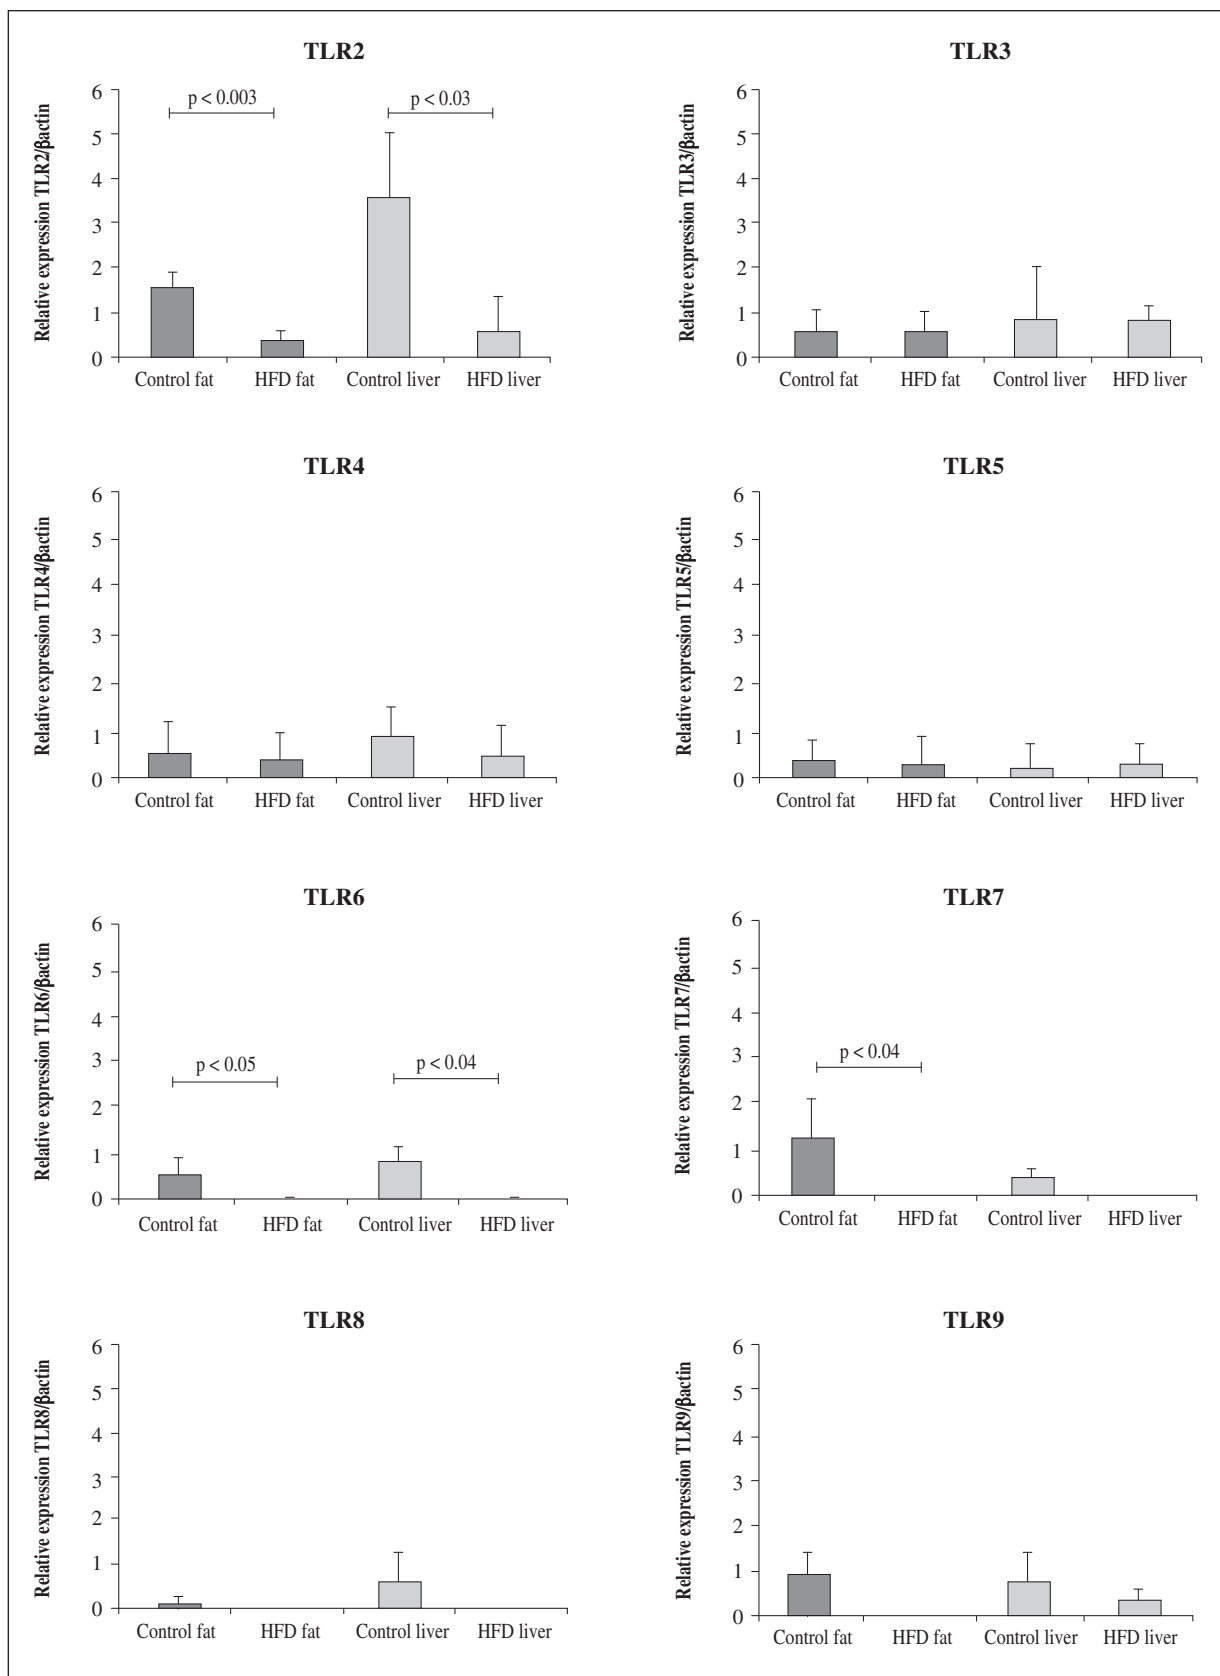 TLR2
Relative expression TLR2/βactin
6
5
4
3
2
1
0
p < 0.003
p < 0.03
Control fat
HFD fat
Control liver
HFD liver
TLR3
Relative expression TLR3/βactin
6
5
4
3
2
1
0
Control fat
HFD fat
Control liver
HFD liver
TLR4
Relative expression TLR4/βactin
6
5
4
3
2
1
0
Control fat
HFD fat
Control liver
HFD liver
TLR5
Relative expression TLR5/βactin
6
5
4
3
2
1
0
Control fat
HFD fat
Control liver
HFD liver
TLR6
Relative expression TLR6/βactin
6
5
4
3
2
1
0
p < 0.05
p < 0.04
Control fat
HFD fat
Control liver
HFD liver
TLR7
Relative expression TLR7/βactin
6
5
4
3
2
1
0
p < 0.04
Control fat
HFD fat
Control liver
HFD liver
TLR8
Relative expression TLR8/βactin
6
5
4
3
2
1
0
Control fat
HFD fat
Control liver
HFD liver
TLR9
Relative expression TLR9/βactin
6
5
4
3
2
1
0
Control fat
HFD fat
Control liver
HFD liver